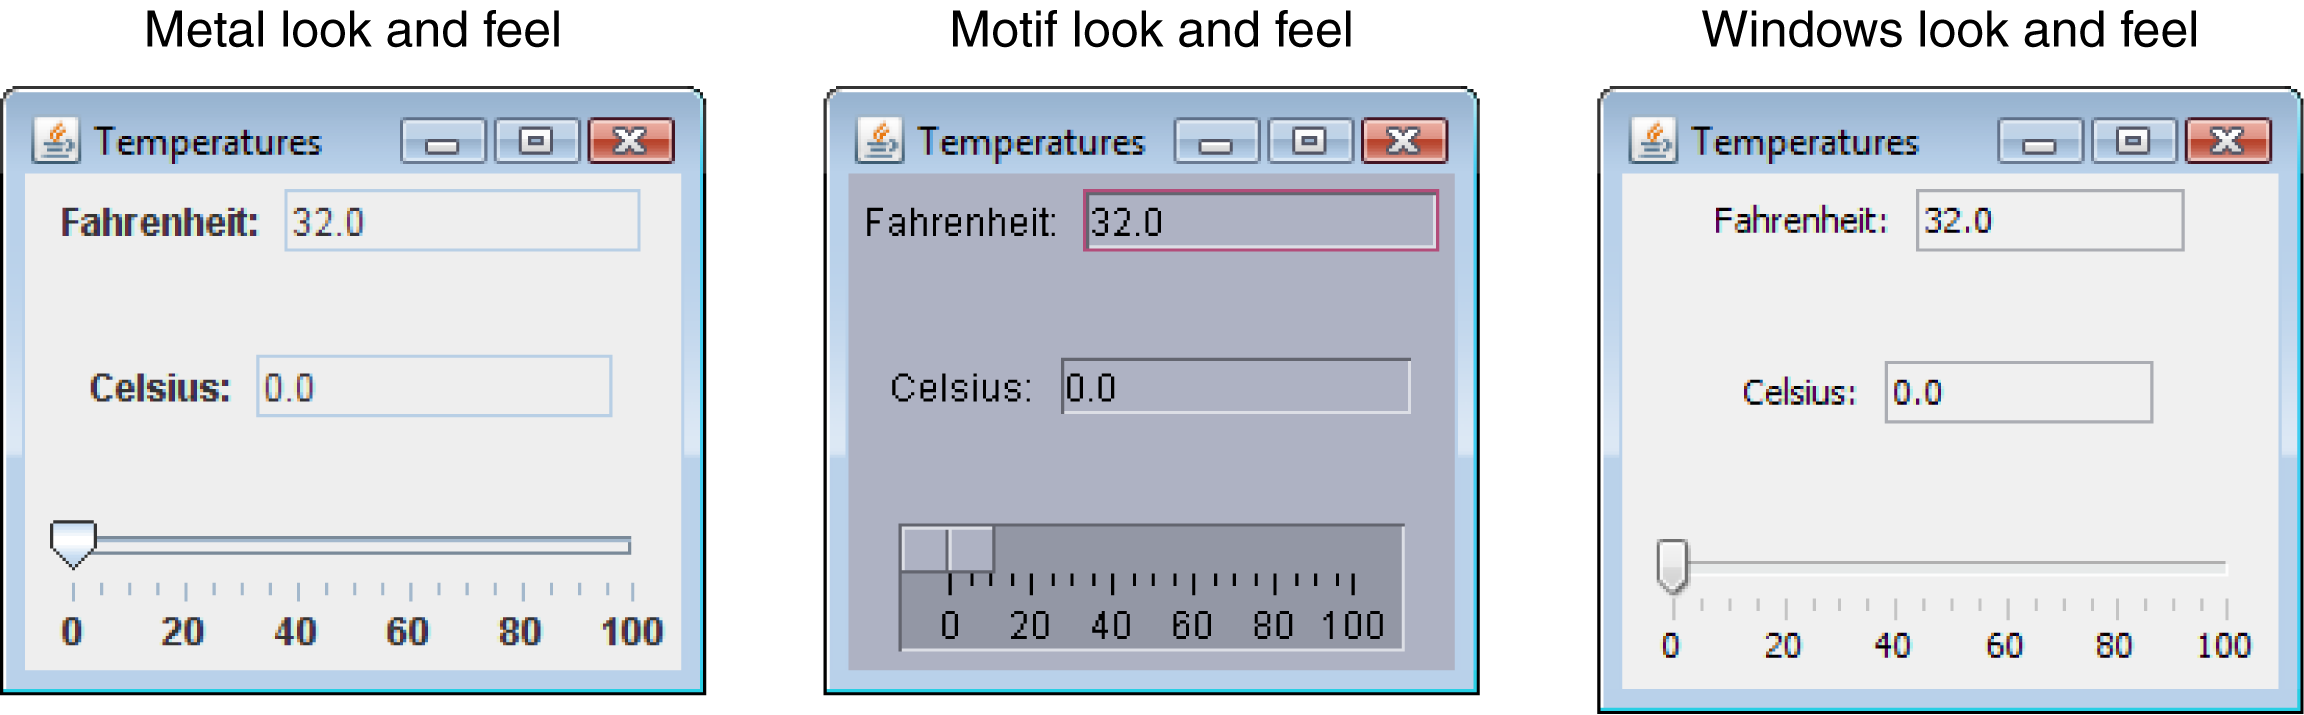 Metal look and feel
Temperatures
Fahrenheit: 32.0
Celsius: 0.0
0 20 40 60 80 100
Motif look and feel
Temperatures
Fahrenheit: 32.0
Celsius: 0.0
0 20 40 60 80 100
Windows look and feel
Temperatures
Fahrenheit: 32.0
Celsius: 0.0
0 20 40 60 80 100